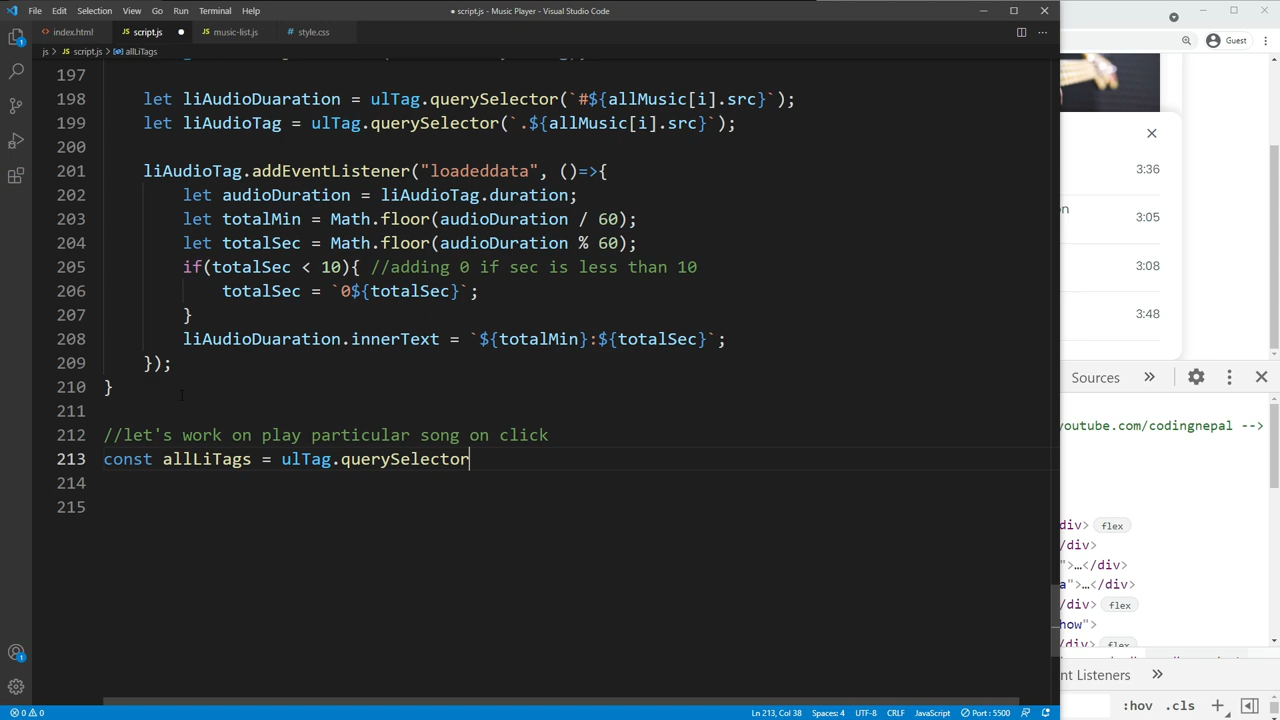 File Edit Selection View Go Run Terminal Help
● script.js - Music Player - Visual Studio Code
index.html
JS script.js ●
JS music-list.js
# style.css
js > JS script.js > allLiTags
Guest
197
198 let liAudioDuaration = ulTag.querySelector(`#${allMusic[i].src}`);
199 let liAudioTag = ulTag.querySelector(`.${allMusic[i].src}`);
200
201 liAudioTag.addEventListener("loadeddata", ()=>{
202 let audioDuration = liAudioTag.duration;
203 let totalMin = Math.floor(audioDuration / 60);
204 let totalSec = Math.floor(audioDuration % 60);
205 if(totalSec < 10){ //adding 0 if sec is less than 10
206 totalSec = `0${totalSec}`;
207 }
208 liAudioDuaration.innerText = `${totalMin}:${totalSec}`;
209 });
210 }
211
212 //let's work on play particular song on click
213 const allLiTags = ulTag.querySelector
214
215
3:36
on 3:05
3:08
3:48
Sources »
outube.com/codingnepal -->
div> flex
/div>
">…</div>
a">…</div>
/div> flex
how">
/div> flex
nt Listeners »
:hov .cls +
1
1
0 0
Ln 213, Col 38 Spaces: 4 UTF-8 CRLF JavaScript Port : 5500